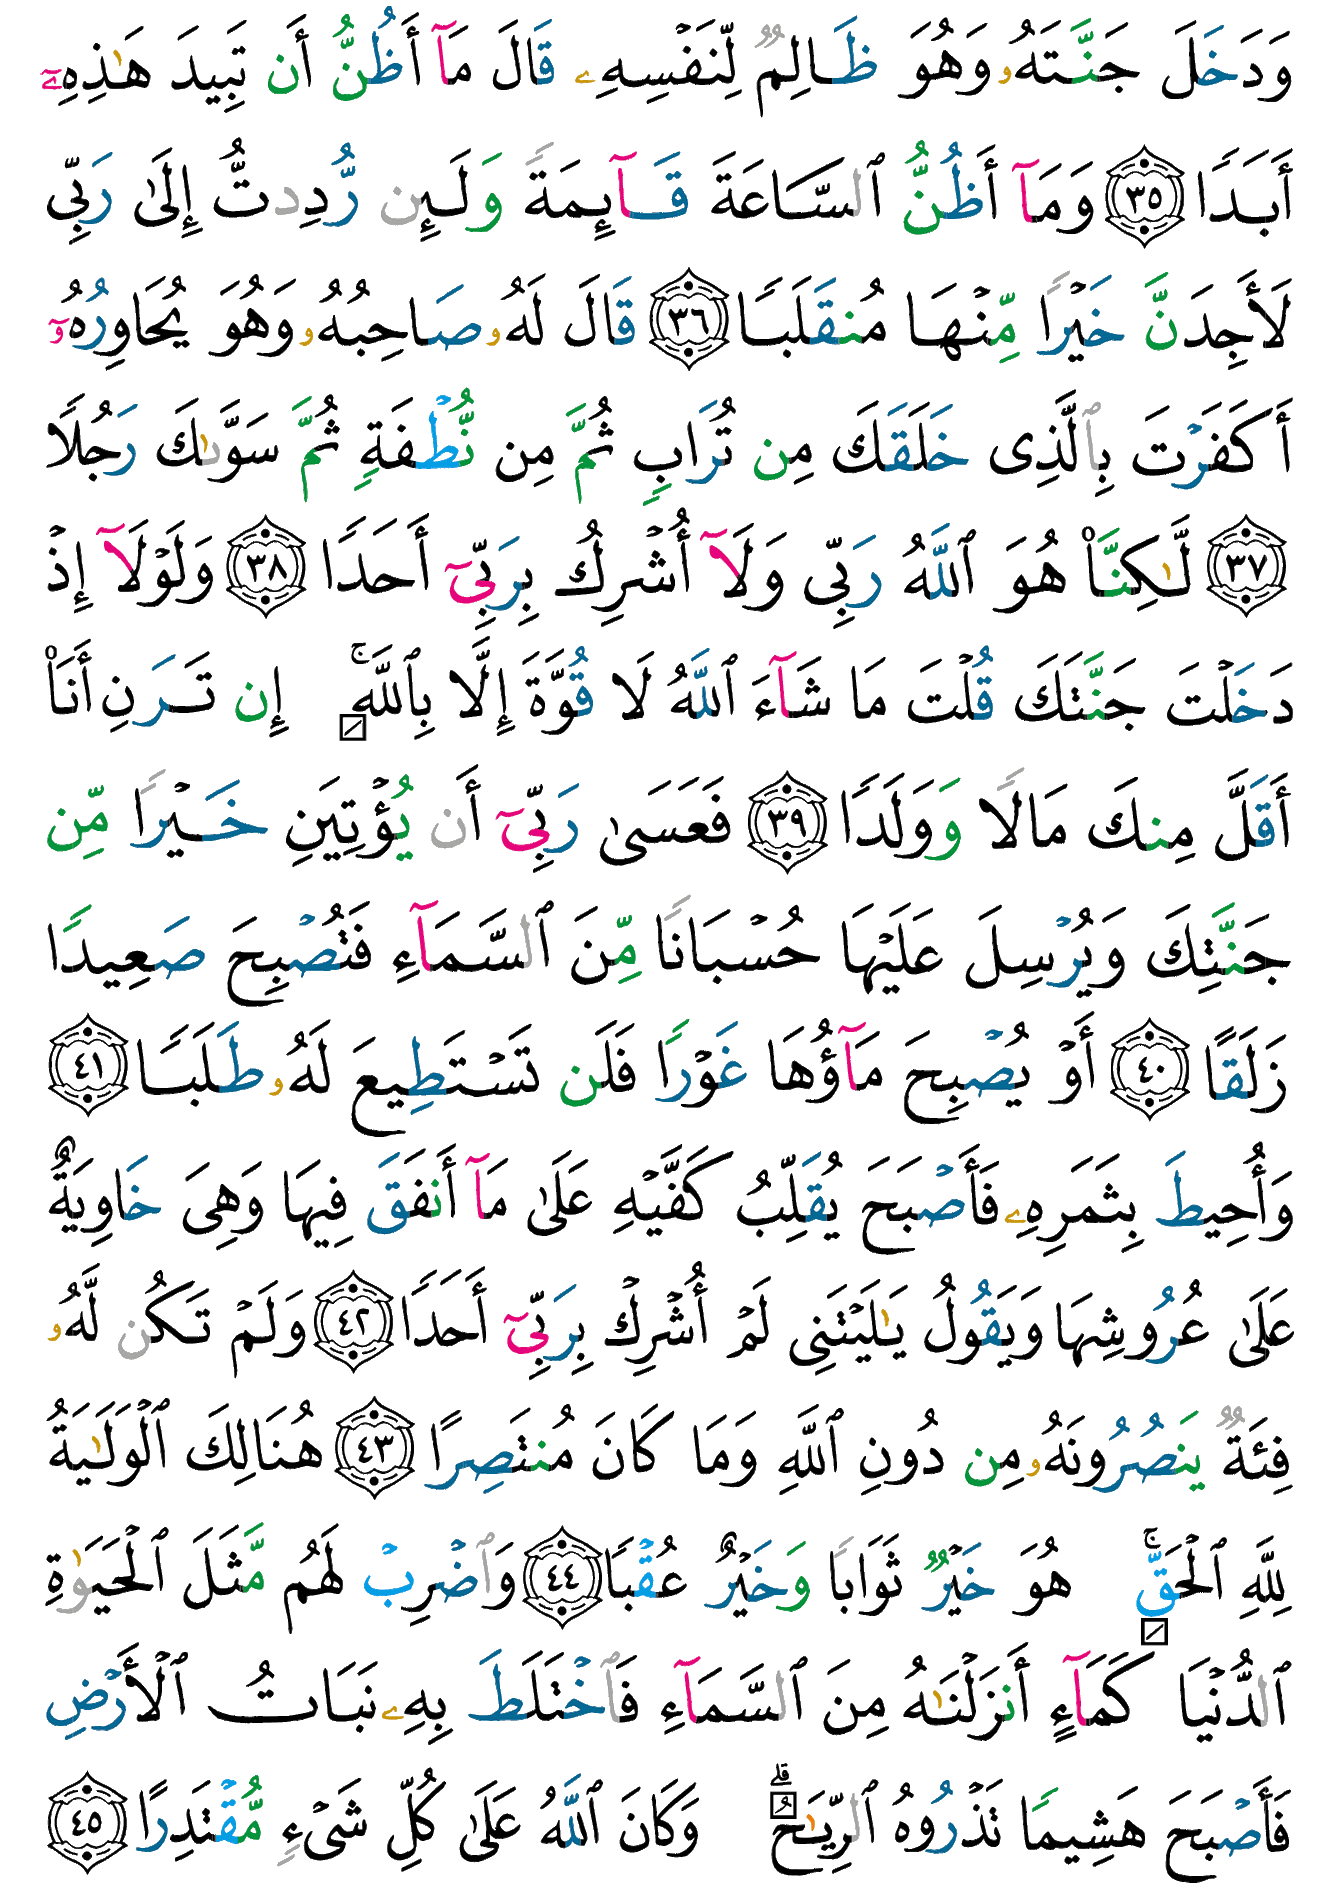 وَدَخَلَ جَنَّتَهُۥ وَهُوَ ظَالِمٌ لِّنَفْسِهِۦ قَالَ مَآ أَظُنُّ أَن تَبِيدَ هَـٰذِهِۦٓ
أَبَدًا ٣٥ وَمَآ أَظُنُّ ٱلسَّاعَةَ قَآئِمَةً وَلَئِن رُّدِدتُّ إِلَىٰ رَبِّى
لَأَجِدَنَّ خَيْرًا مِّنْهَا مُنقَلَبًا ٣٦ قَالَ لَهُۥ صَاحِبُهُۥ وَهُوَ يُحَاوِرُهُۥٓ
أَكَفَرْتَ بِٱلَّذِى خَلَقَكَ مِن تُرَابٍ ثُمَّ مِن نُّطْفَةٍ ثُمَّ سَوَّىٰكَ رَجُلًا
٣٧ لَّـٰكِنَّا۠ هُوَ ٱللَّهُ رَبِّى وَلَآ أُشْرِكُ بِرَبِّىٓ أَحَدًا ٣٨ وَلَوْلَآ إِذْ
دَخَلْتَ جَنَّتَكَ قُلْتَ مَا شَآءَ ٱللَّهُ لَا قُوَّةَ إِلَّا بِٱللَّهِ ۚ إِن تَرَنِ أَنَا۠
أَقَلَّ مِنكَ مَالًا وَوَلَدًا ٣٩ فَعَسَىٰ رَبِّىٓ أَن يُؤْتِيَنِ خَيْرًا مِّن
جَنَّتِكَ وَيُرْسِلَ عَلَيْهَا حُسْبَانًا مِّنَ ٱلسَّمَآءِ فَتُصْبِحَ صَعِيدًا
زَلَقًا ٤٠ أَوْ يُصْبِحَ مَآؤُهَا غَوْرًا فَلَن تَسْتَطِيعَ لَهُۥ طَلَبًا ٤١
وَأُحِيطَ بِثَمَرِهِۦ فَأَصْبَحَ يُقَلِّبُ كَفَّيْهِ عَلَىٰ مَآ أَنفَقَ فِيهَا وَهِىَ خَاوِيَةٌ
عَلَىٰ عُرُوشِهَا وَيَقُولُ يَـٰلَيْتَنِى لَمْ أُشْرِكْ بِرَبِّىٓ أَحَدًا ٤٢ وَلَمْ تَكُن لَّهُۥ
فِئَةٌ يَنصُرُونَهُۥ مِن دُونِ ٱللَّهِ وَمَا كَانَ مُنتَصِرًا ٤٣ هُنَالِكَ ٱلْوَلَـٰيَةُ
لِلَّهِ ٱلْحَقِّ ۚ هُوَ خَيْرٌ ثَوَابًا وَخَيْرٌ عُقْبًا ٤٤ وَٱضْرِبْ لَهُم مَّثَلَ ٱلْحَيَوٰةِ
ٱلدُّنْيَا كَمَآءٍ أَنزَلْنَـٰهُ مِنَ ٱلسَّمَآءِ فَٱخْتَلَطَ بِهِۦ نَبَاتُ ٱلْأَرْضِ
فَأَصْبَحَ هَشِيمًا تَذْرُوهُ ٱلرِّيَـٰحُ ۗ وَكَانَ ٱللَّهُ عَلَىٰ كُلِّ شَىْءٍ مُّقْتَدِرًا ٤٥